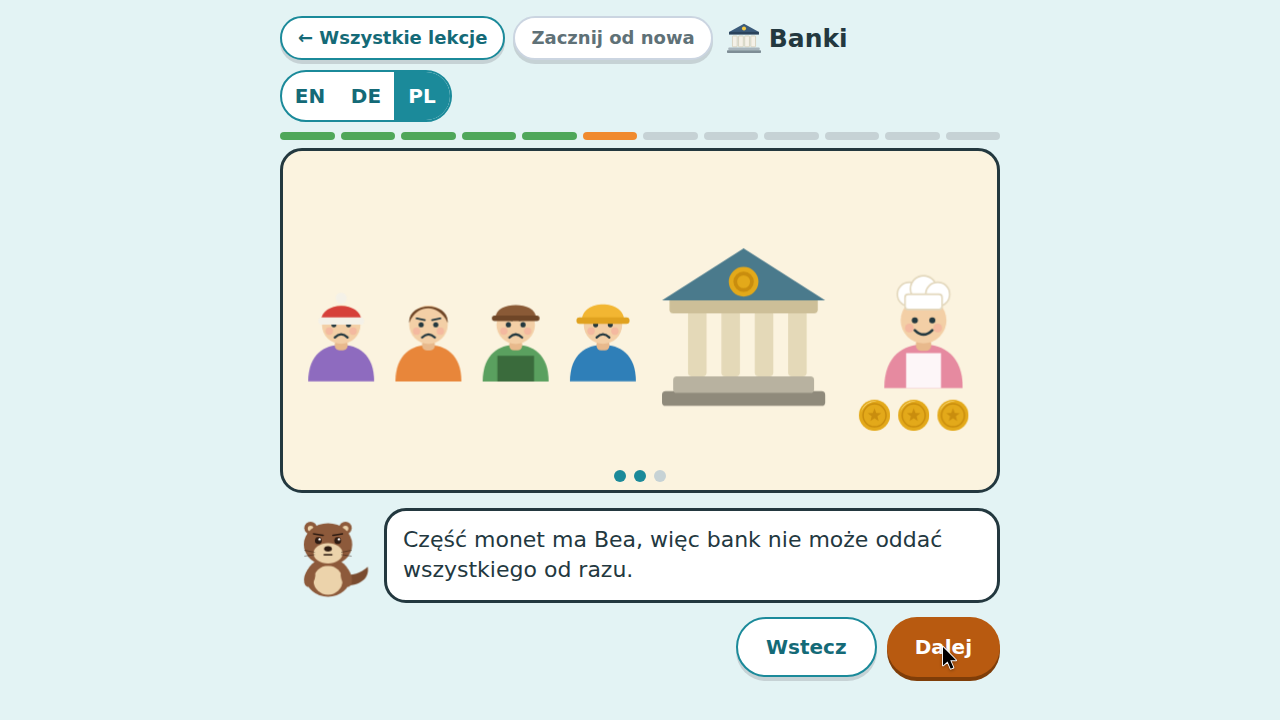 ← Wszystkie lekcje
Zacznij od nowa
Banki
EN DE PL
Część monet ma Bea, więc bank nie może oddać
wszystkiego od razu.
Wstecz
Dalej